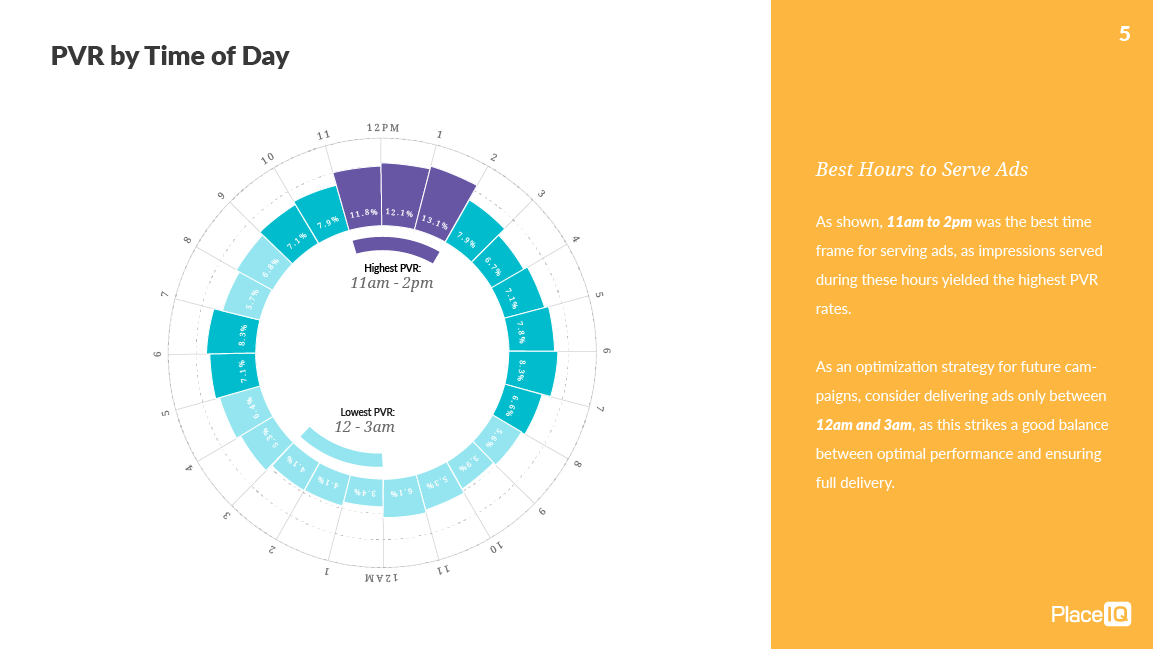 5
PVR by Time of Day
12PM
1
2
3
4
5
6
7
8
9
10
11
12AM
1
2
3
4
5
6
7
8
9
10
11
12.1%
13.1%
7.9%
6.7%
7.1%
7.8%
8.3%
6.6%
5.6%
3.9%
5.3%
6.1%
3.4%
4.1%
4.1%
5.3%
6.4%
7.1%
8.3%
5.7%
6.8%
7.1%
7.9%
11.8%
Highest PVR:
11am - 2pm
Lowest PVR:
12 - 3am
Best Hours to Serve Ads
As shown, 11am to 2pm was the best time
frame for serving ads, as impressions served
during these hours yielded the highest PVR
rates.
As an optimization strategy for future cam-
paigns, consider delivering ads only between
12am and 3am, as this strikes a good balance
between optimal performance and ensuring
full delivery.
PlaceIQ